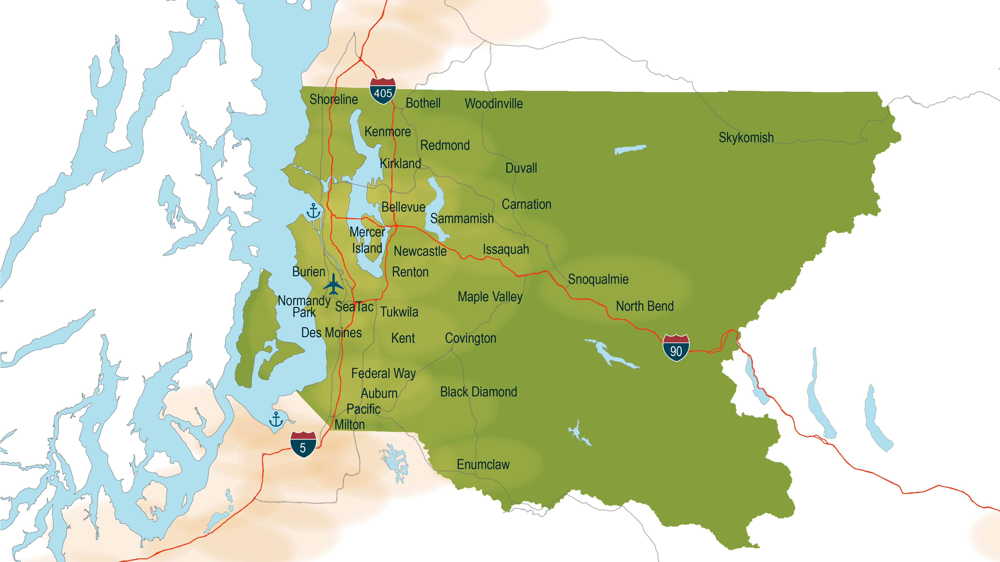 405
Shoreline
Bothell
Woodinville
Kenmore
Skykomish
Redmond
Kirkland
Duvall
Carnation
Bellevue
Sammamish
Mercer
Island
Newcastle
Issaquah
Burien
Renton
Snoqualmie
Maple Valley
Normandy
Park
SeaTac
North Bend
Tukwila
Des Moines
Kent
Covington
90
Federal Way
Auburn
Black Diamond
Pacific
Milton
5
Enumclaw